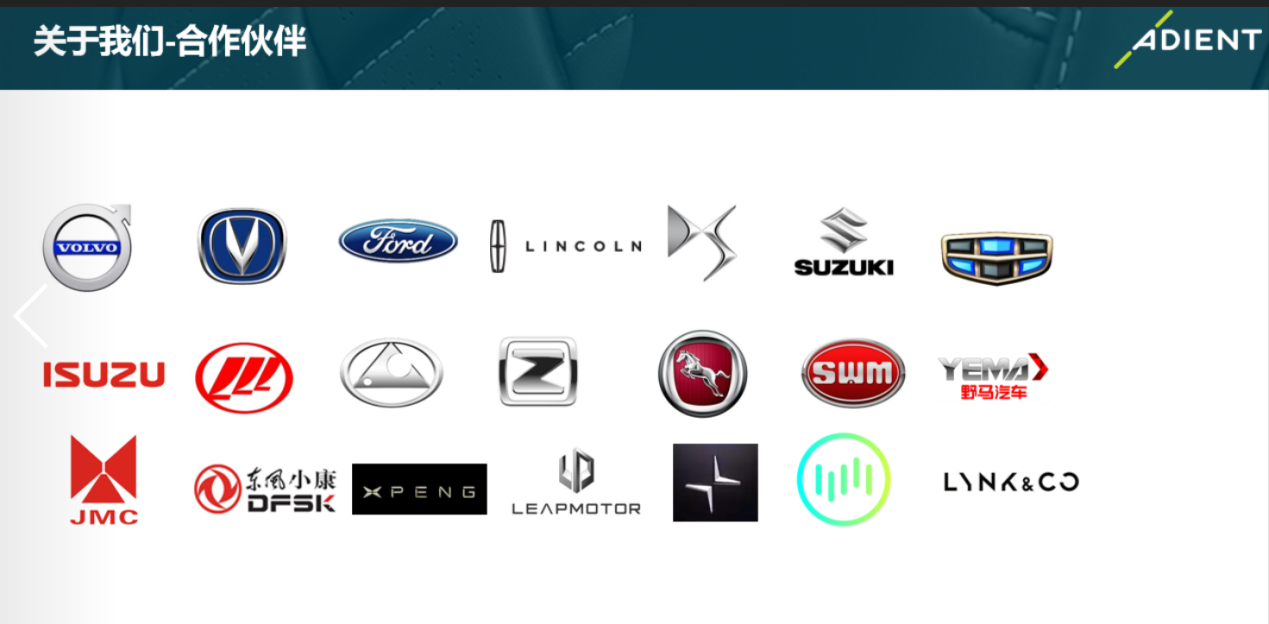 关于我们-合作伙伴
ADIENT
VOLVO
Ford
LINCOLN
SUZUKI
ISUZU
SWM
YEMA
野马汽车
JMC
东风小康
DFSK
XPENG
LEAPMOTOR
LYNK&CO